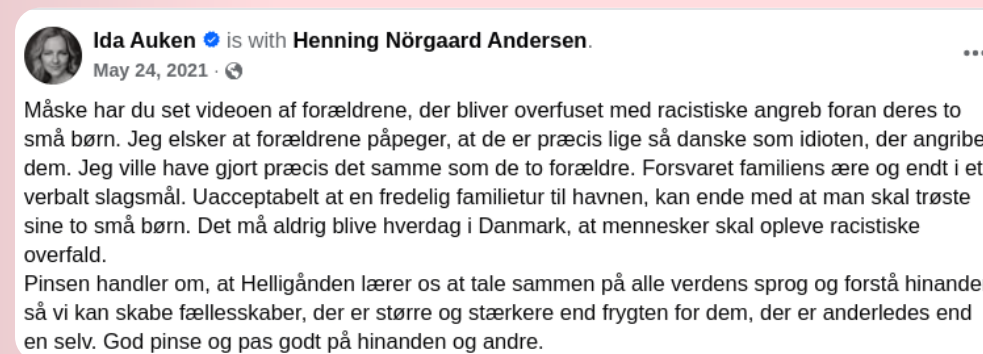 Ida Auken is with Henning Nörgaard Andersen.
May 24, 2021 ·
Måske har du set videoen af forældrene, der bliver overfuset med racistiske angreb foran deres to
små børn. Jeg elsker at forældrene påpeger, at de er præcis lige så danske som idioten, der angribe
dem. Jeg ville have gjort præcis det samme som de to forældre. Forsvaret familiens ære og endt i et
verbalt slagsmål. Uacceptabelt at en fredelig familietur til havnen, kan ende med at man skal trøste
sine to små børn. Det må aldrig blive hverdag i Danmark, at mennesker skal opleve racistiske
overfald.
Pinsen handler om, at Helligånden lærer os at tale sammen på alle verdens sprog og forstå hinanden
så vi kan skabe fællesskaber, der er større og stærkere end frygten for dem, der er anderledes end
en selv. God pinse og pas godt på hinanden og andre.